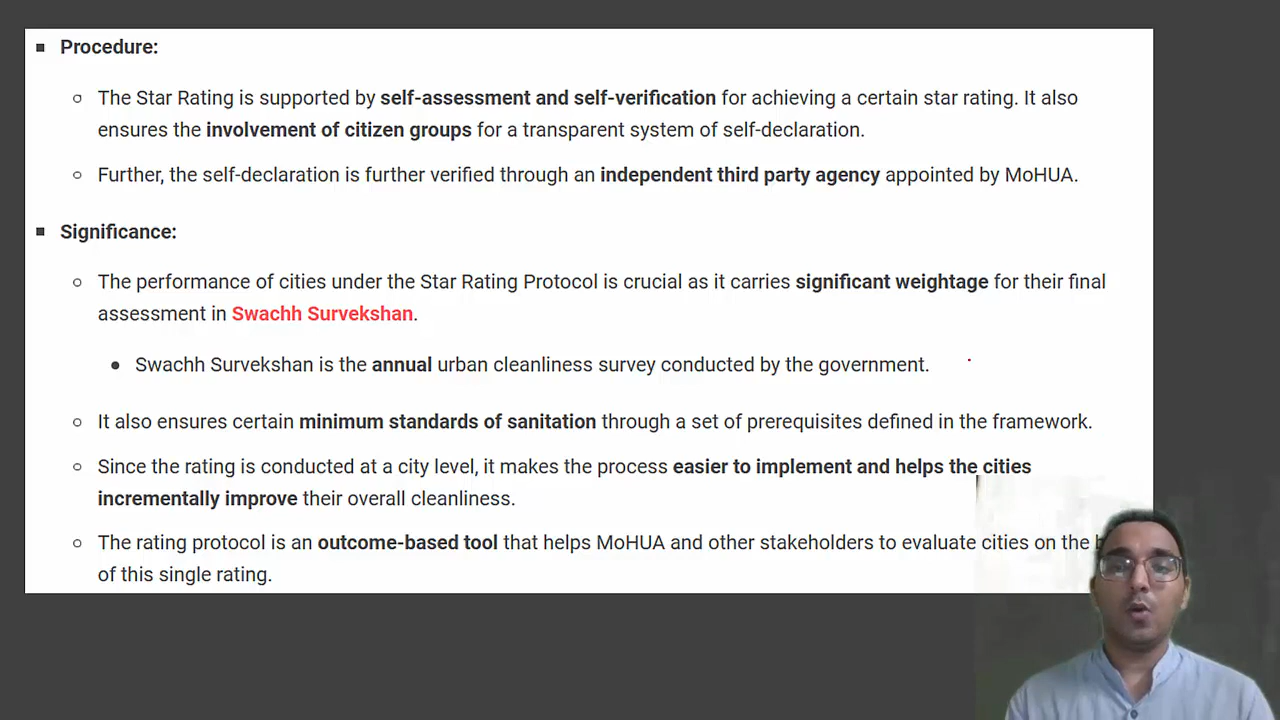 Procedure:
The Star Rating is supported by self-assessment and self-verification for achieving a certain star rating. It also
ensures the involvement of citizen groups for a transparent system of self-declaration.
Further, the self-declaration is further verified through an independent third party agency appointed by MoHUA.
Significance:
The performance of cities under the Star Rating Protocol is crucial as it carries significant weightage for their final
assessment in Swachh Survekshan.
Swachh Survekshan is the annual urban cleanliness survey conducted by the government.
It also ensures certain minimum standards of sanitation through a set of prerequisites defined in the framework.
Since the rating is conducted at a city level, it makes the process easier to implement and helps the cities
incrementally improve their overall cleanliness.
The rating protocol is an outcome-based tool that helps MoHUA and other stakeholders to evaluate cities on the
of this single rating.